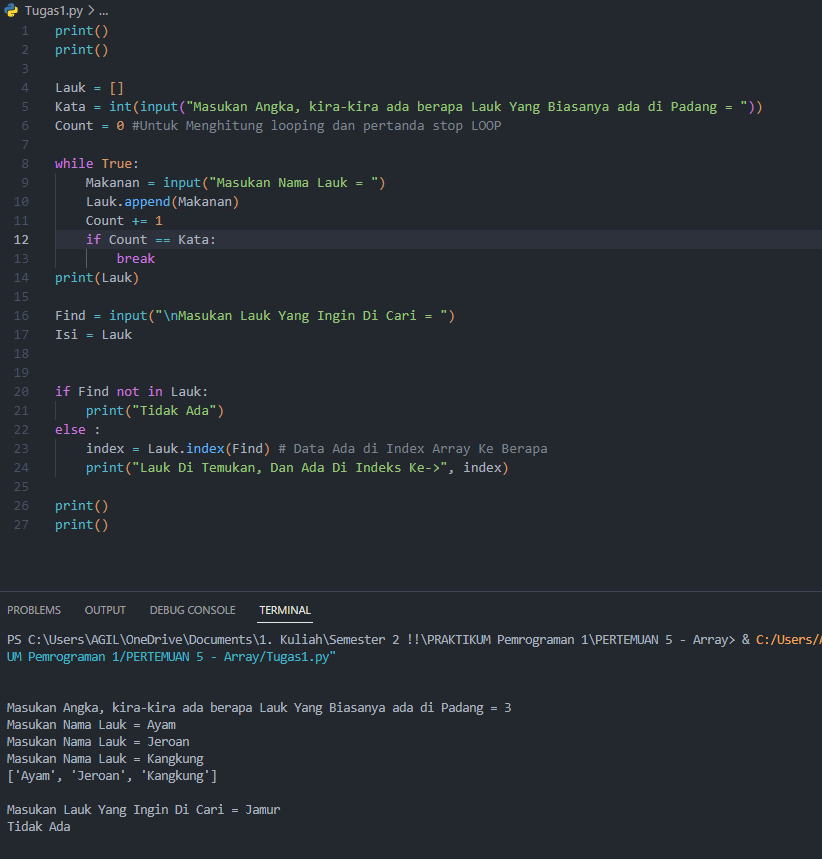 Tugas1.py > ...
1 print()
2 print()
3
4 Lauk = []
5 Kata = int(input("Masukan Angka, kira-kira ada berapa Lauk Yang Biasanya ada di Padang = "))
6 Count = 0 #Untuk Menghitung looping dan pertanda stop LOOP
7
8 while True:
9     Makanan = input("Masukan Nama Lauk = ")
10     Lauk.append(Makanan)
11     Count += 1
12     if Count == Kata:
13         break
14 print(Lauk)
15
16 Find = input("\nMasukan Lauk Yang Ingin Di Cari = ")
17 Isi = Lauk
18
19
20 if Find not in Lauk:
21     print("Tidak Ada")
22 else :
23     index = Lauk.index(Find) # Data Ada di Index Array Ke Berapa
24     print("Lauk Di Temukan, Dan Ada Di Indeks Ke->", index)
25
26 print()
27 print()
PROBLEMS OUTPUT DEBUG CONSOLE TERMINAL
PS C:\Users\AGIL\OneDrive\Documents\1. Kuliah\Semester 2 !!\PRAKTIKUM Pemrograman 1\PERTEMUAN 5 - Array> & C:/Users/
UM Pemrograman 1/PERTEMUAN 5 - Array/Tugas1.py"
Masukan Angka, kira-kira ada berapa Lauk Yang Biasanya ada di Padang = 3
Masukan Nama Lauk = Ayam
Masukan Nama Lauk = Jeroan
Masukan Nama Lauk = Kangkung
['Ayam', 'Jeroan', 'Kangkung']
Masukan Lauk Yang Ingin Di Cari = Jamur
Tidak Ada